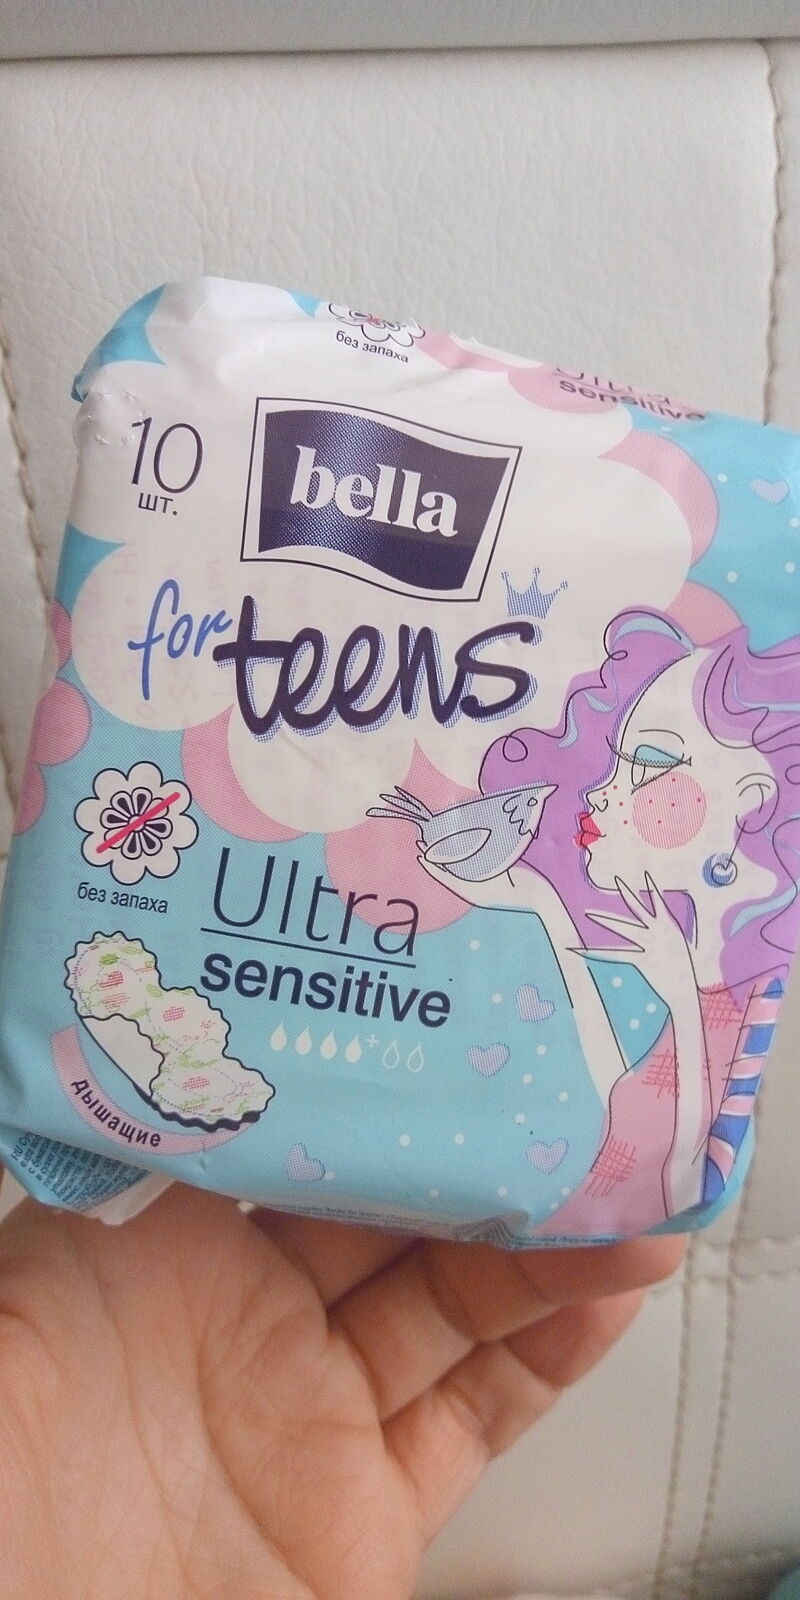 без запаха
Ultra
sensitive
10
шт.
bella
for teens
без запаха
Ultra
sensitive
дышащие